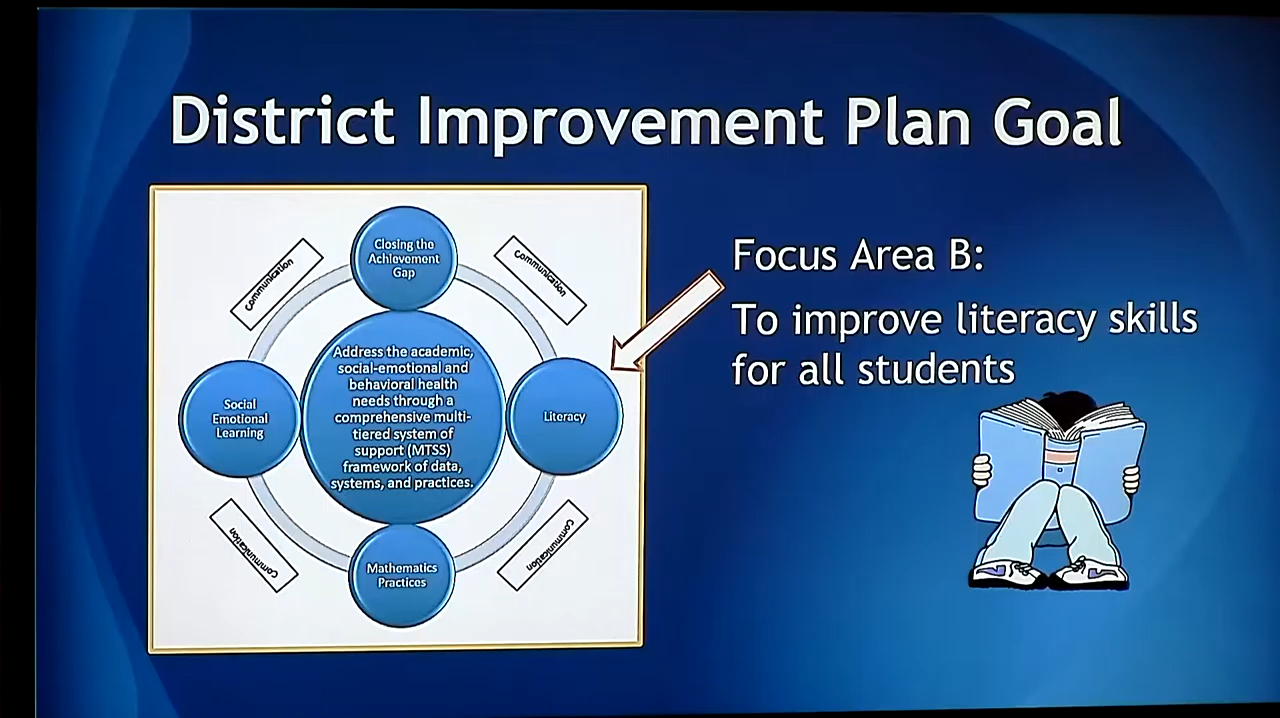 District Improvement Plan Goal
Closing the
Achievement
Gap
Communication
Communication
Address the academic,
social-emotional and
behavioral health
needs through a
comprehensive multi-
tiered system of
support (MTSS)
framework of data,
systems, and practices.
Social
Emotional
Learning
Literacy
Communication
Communication
Mathematics
Practices
Focus Area B:
To improve literacy skills
for all students